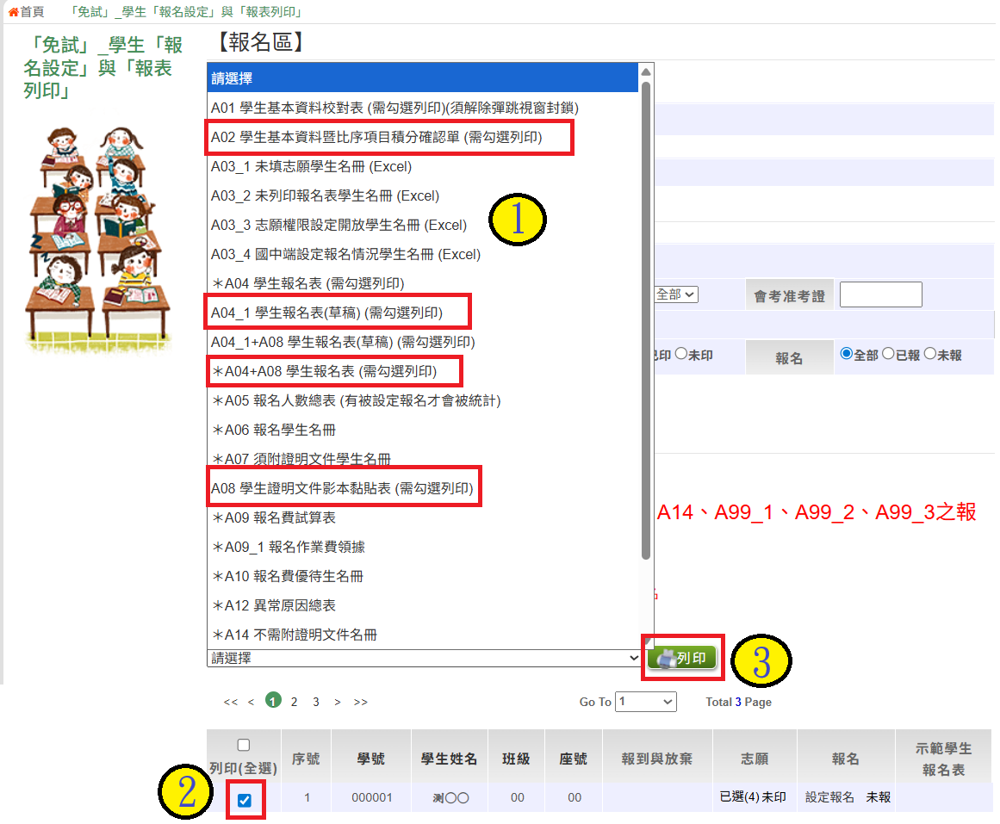 首頁 「免試」_學生「報名設定」與「報表列印」
「免試」_學生「報
名設定」與「報表
列印」
【報名區】
請選擇
A01 學生基本資料校對表 (需勾選列印)(須解除彈跳視窗封鎖)
A02 學生基本資料暨比序項目積分確認單 (需勾選列印)
A03_1 未填志願學生名冊 (Excel)
A03_2 未列印報名表學生名冊 (Excel)
A03_3 志願權限設定開放學生名冊 (Excel)
1
A03_4 國中端設定報名情況學生名冊 (Excel)
＊A04 學生報名表 (需勾選列印)
全部 會考准考證
A04_1 學生報名表(草稿) (需勾選列印)
A04_1+A08 學生報名表(草稿) (需勾選列印)
印 未印 報名 全部 已報 未報
＊A04+A08 學生報名表 (需勾選列印)
＊A05 報名人數總表 (有被設定報名才會被統計)
＊A06 報名學生名冊
＊A07 須附證明文件學生名冊
A08 學生證明文件影本黏貼表 (需勾選列印)
A14、A99_1、A99_2、A99_3之報
＊A09 報名費試算表
＊A09_1 報名作業費領據
＊A10 報名費優待生名冊
＊A12 異常原因總表
＊A14 不需附證明文件名冊
請選擇 列印 3
<< < 1 2 3 > >> Go To 1 Total 3 Page
列印(全選) 序號 學號 學生姓名 班級 座號 報到與放棄 志願 報名 示範學生
報名表
2 1 000001 測〇〇 00 00 已選(4) 未印 設定報名 未報